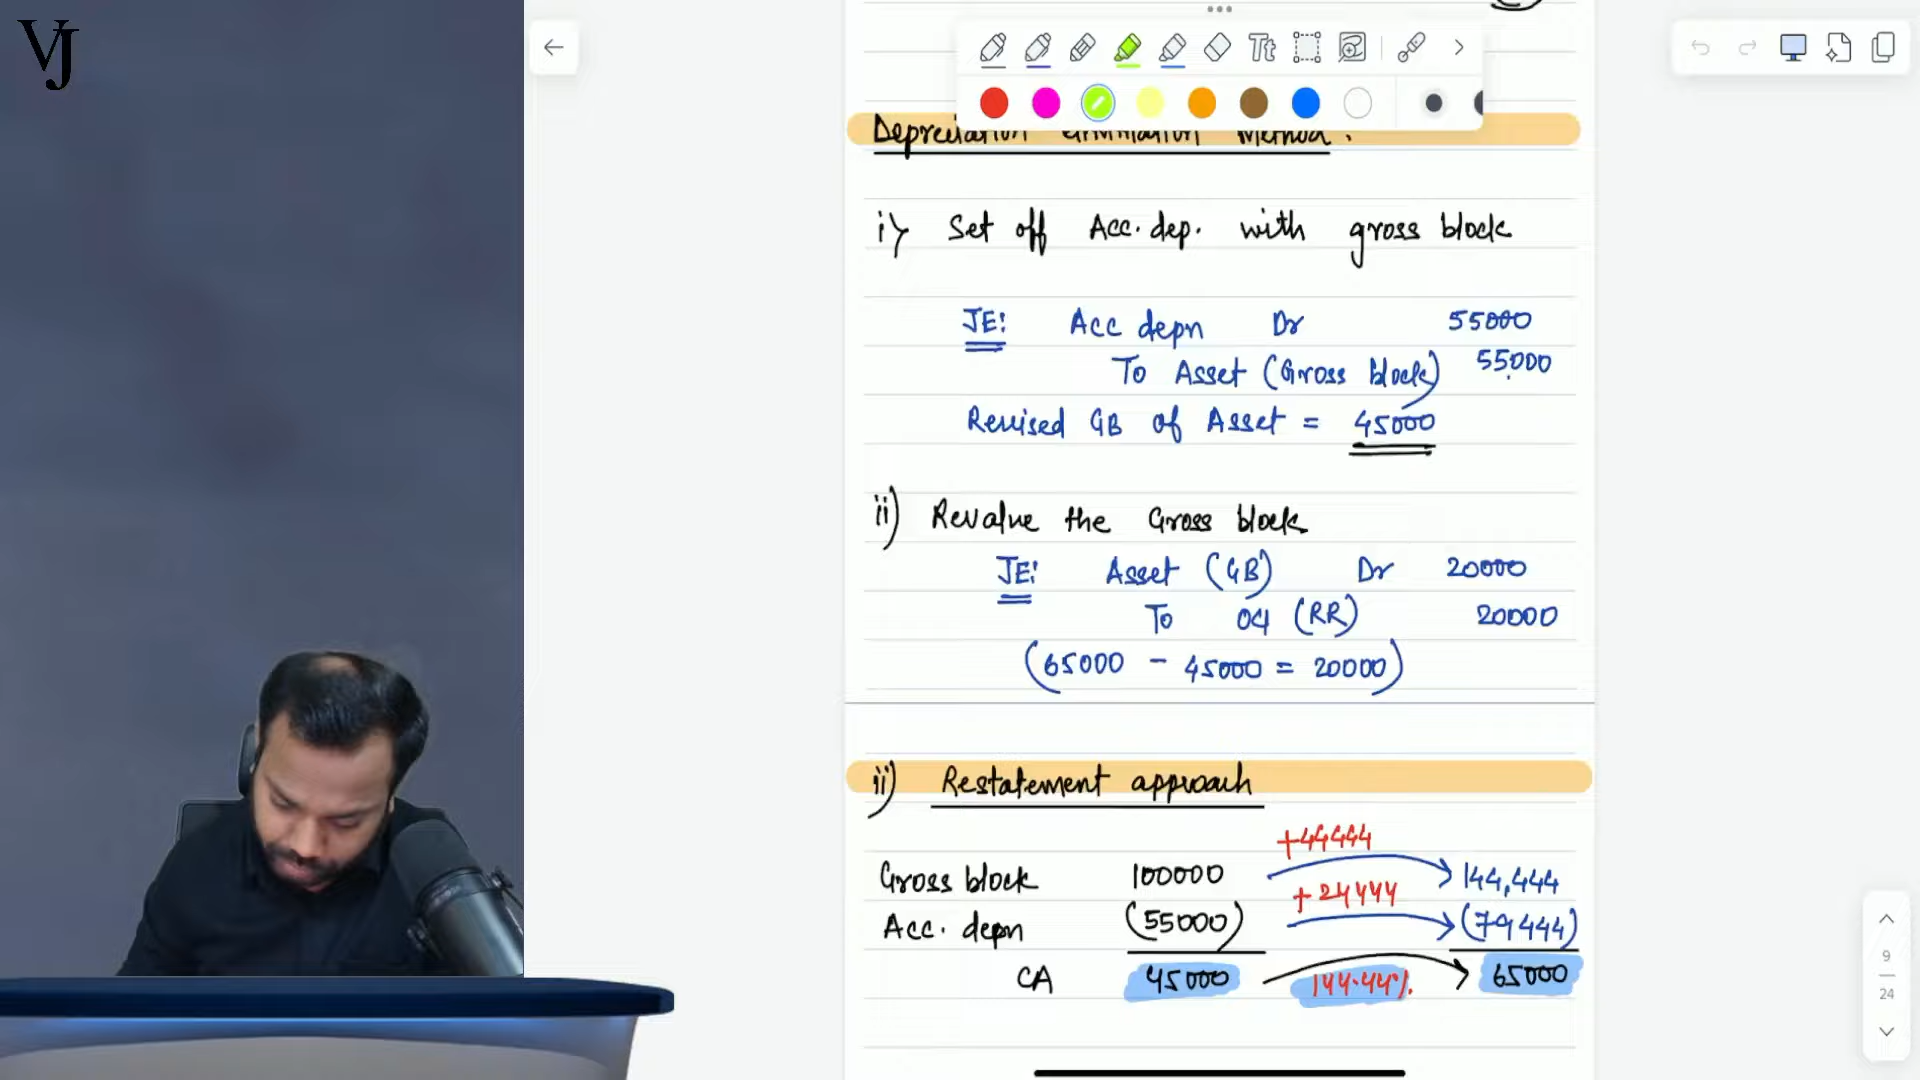 VJ
Tt
Depreciation Elimination Method:
i) Set off Acc. dep. with gross block
JE: Acc depn Dr 55000
To Asset (Gross block) 55000
Revised GB of Asset = 45000
ii) Revalue the Gross block
JE: Asset (GB) Dr 20000
To OCI (RR) 20000
(65000 - 45000 = 20000)
ii) Restatement approach
+44444
Gross block 100000 144,444
+24444
Acc. depn (55000) (79444)
CA 45000 144.44% 65000
9
24